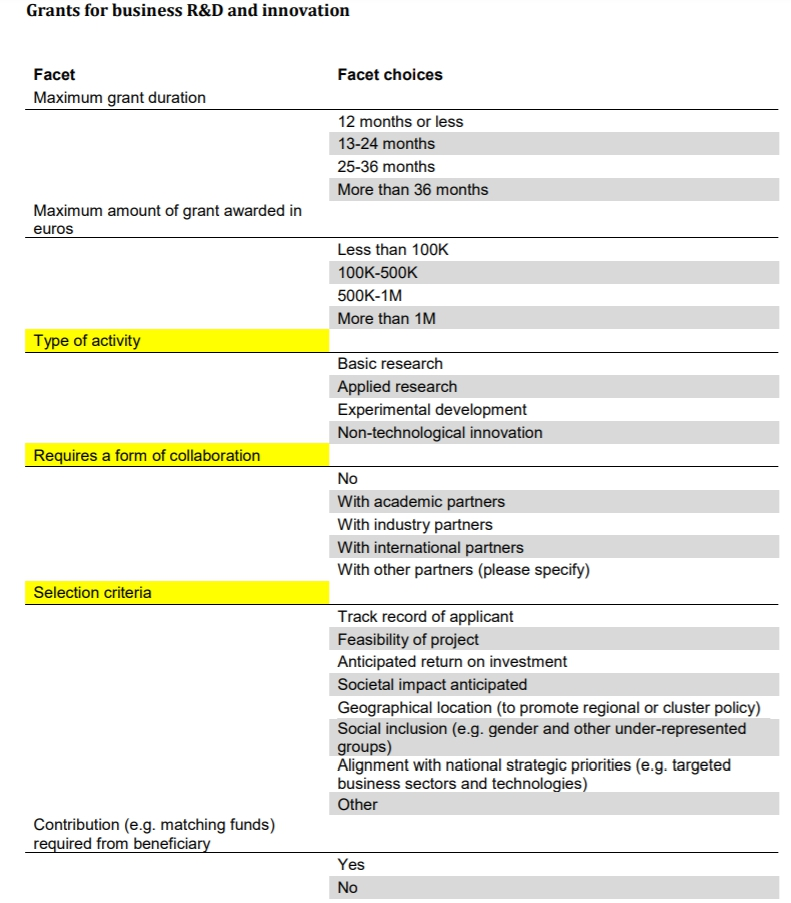 Grants for business R&D and innovation
Facet Facet choices
Maximum grant duration
12 months or less
13-24 months
25-36 months
More than 36 months
Maximum amount of grant awarded in
euros
Less than 100K
100K-500K
500K-1M
More than 1M
Type of activity
Basic research
Applied research
Experimental development
Non-technological innovation
Requires a form of collaboration
No
With academic partners
With industry partners
With international partners
With other partners (please specify)
Selection criteria
Track record of applicant
Feasibility of project
Anticipated return on investment
Societal impact anticipated
Geographical location (to promote regional or cluster policy)
Social inclusion (e.g. gender and other under-represented
groups)
Alignment with national strategic priorities (e.g. targeted
business sectors and technologies)
Other
Contribution (e.g. matching funds)
required from beneficiary
Yes
No